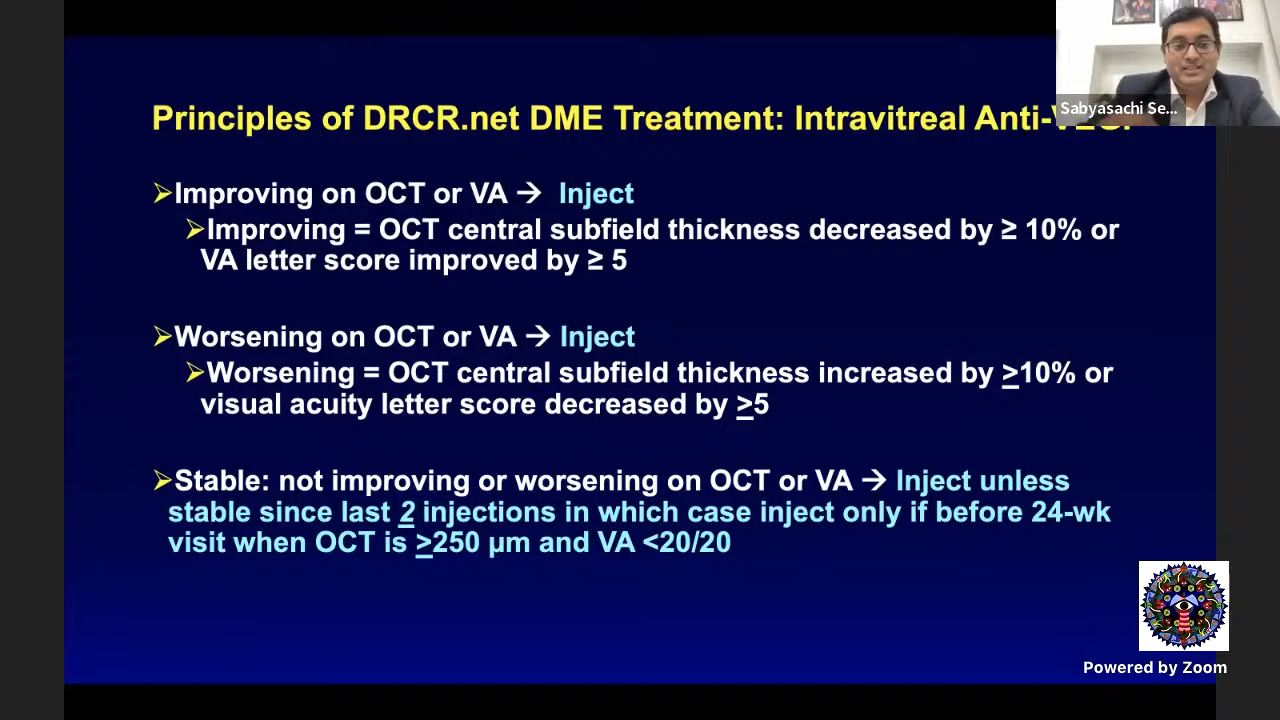 Sabyasachi Se...
Principles of DRCR.net DME Treatment: Intravitreal
➢Improving on OCT or VA → Inject
➢Improving = OCT central subfield thickness decreased by ≥ 10% or
VA letter score improved by ≥ 5
➢Worsening on OCT or VA → Inject
➢Worsening = OCT central subfield thickness increased by >10% or
visual acuity letter score decreased by >5
➢Stable: not improving or worsening on OCT or VA → Inject unless
stable since last 2 injections in which case inject only if before 24-wk
visit when OCT is >250 µm and VA <20/20
Powered by Zoom